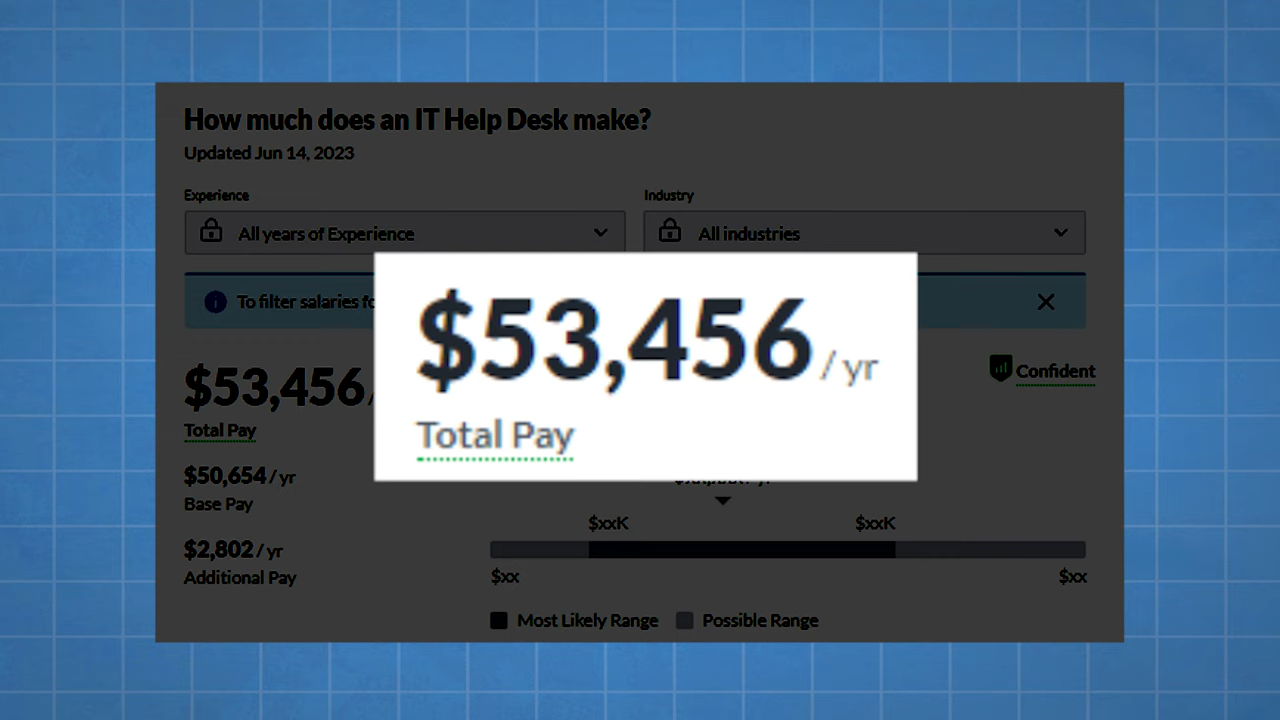 How much does an IT Help Desk make?
Updated Jun 14, 2023
Experience
Industry
All years of Experience
All industries
To filter salaries
$53,456 / yr
Total Pay
$53,456
Confident
Total Pay
$50,654 / yr
Base Pay
$xxK
$xxK
$2,802 / yr
Additional Pay
$xx
$xx
Most Likely Range
Possible Range